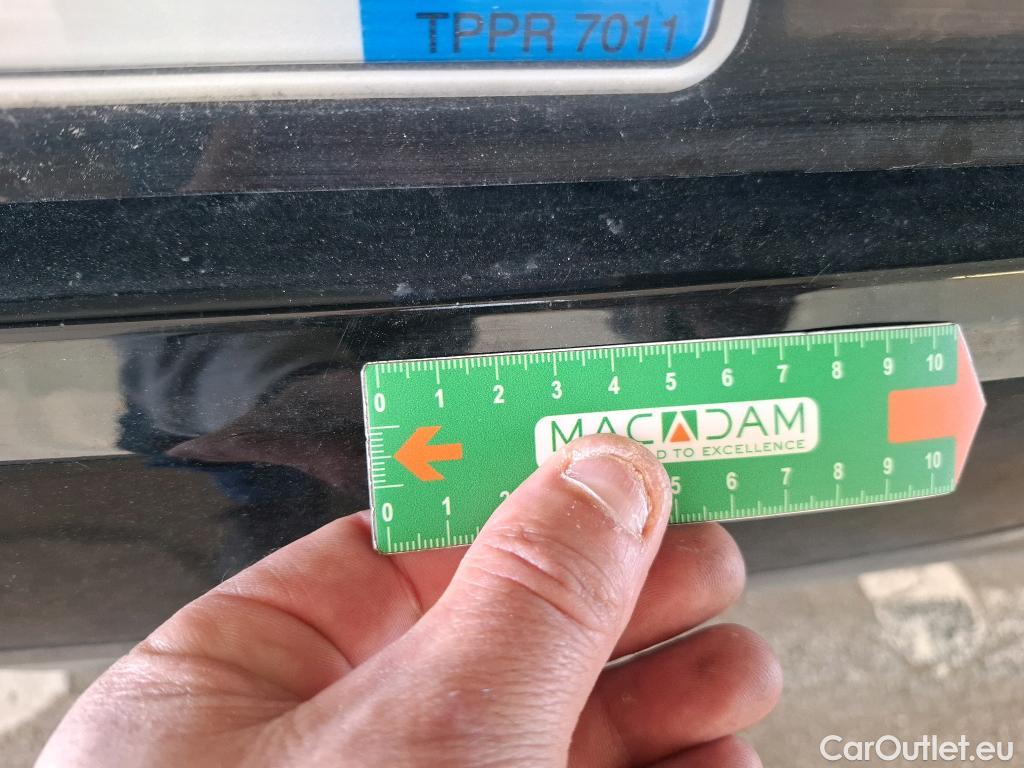 TPPR 7011
0 1 2 3 4 5 6 7 8 9 10
MACADAM
D TO EXCELLENCE
0 1 2 5 6 7 8 9 10
CarOutlet.eu